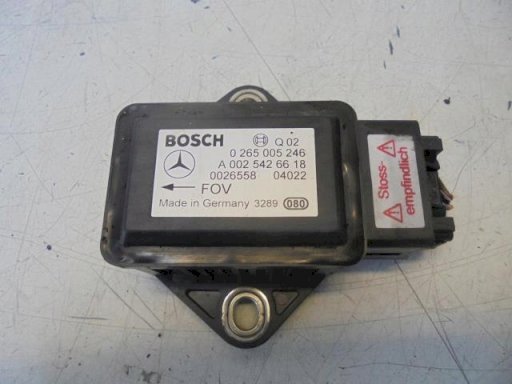 BOSCH Q 02
0 265 005 246
A 002 542 66 18
0026558 04022
FOV
Made in Germany 3289 080
Stoss-
empfindlich